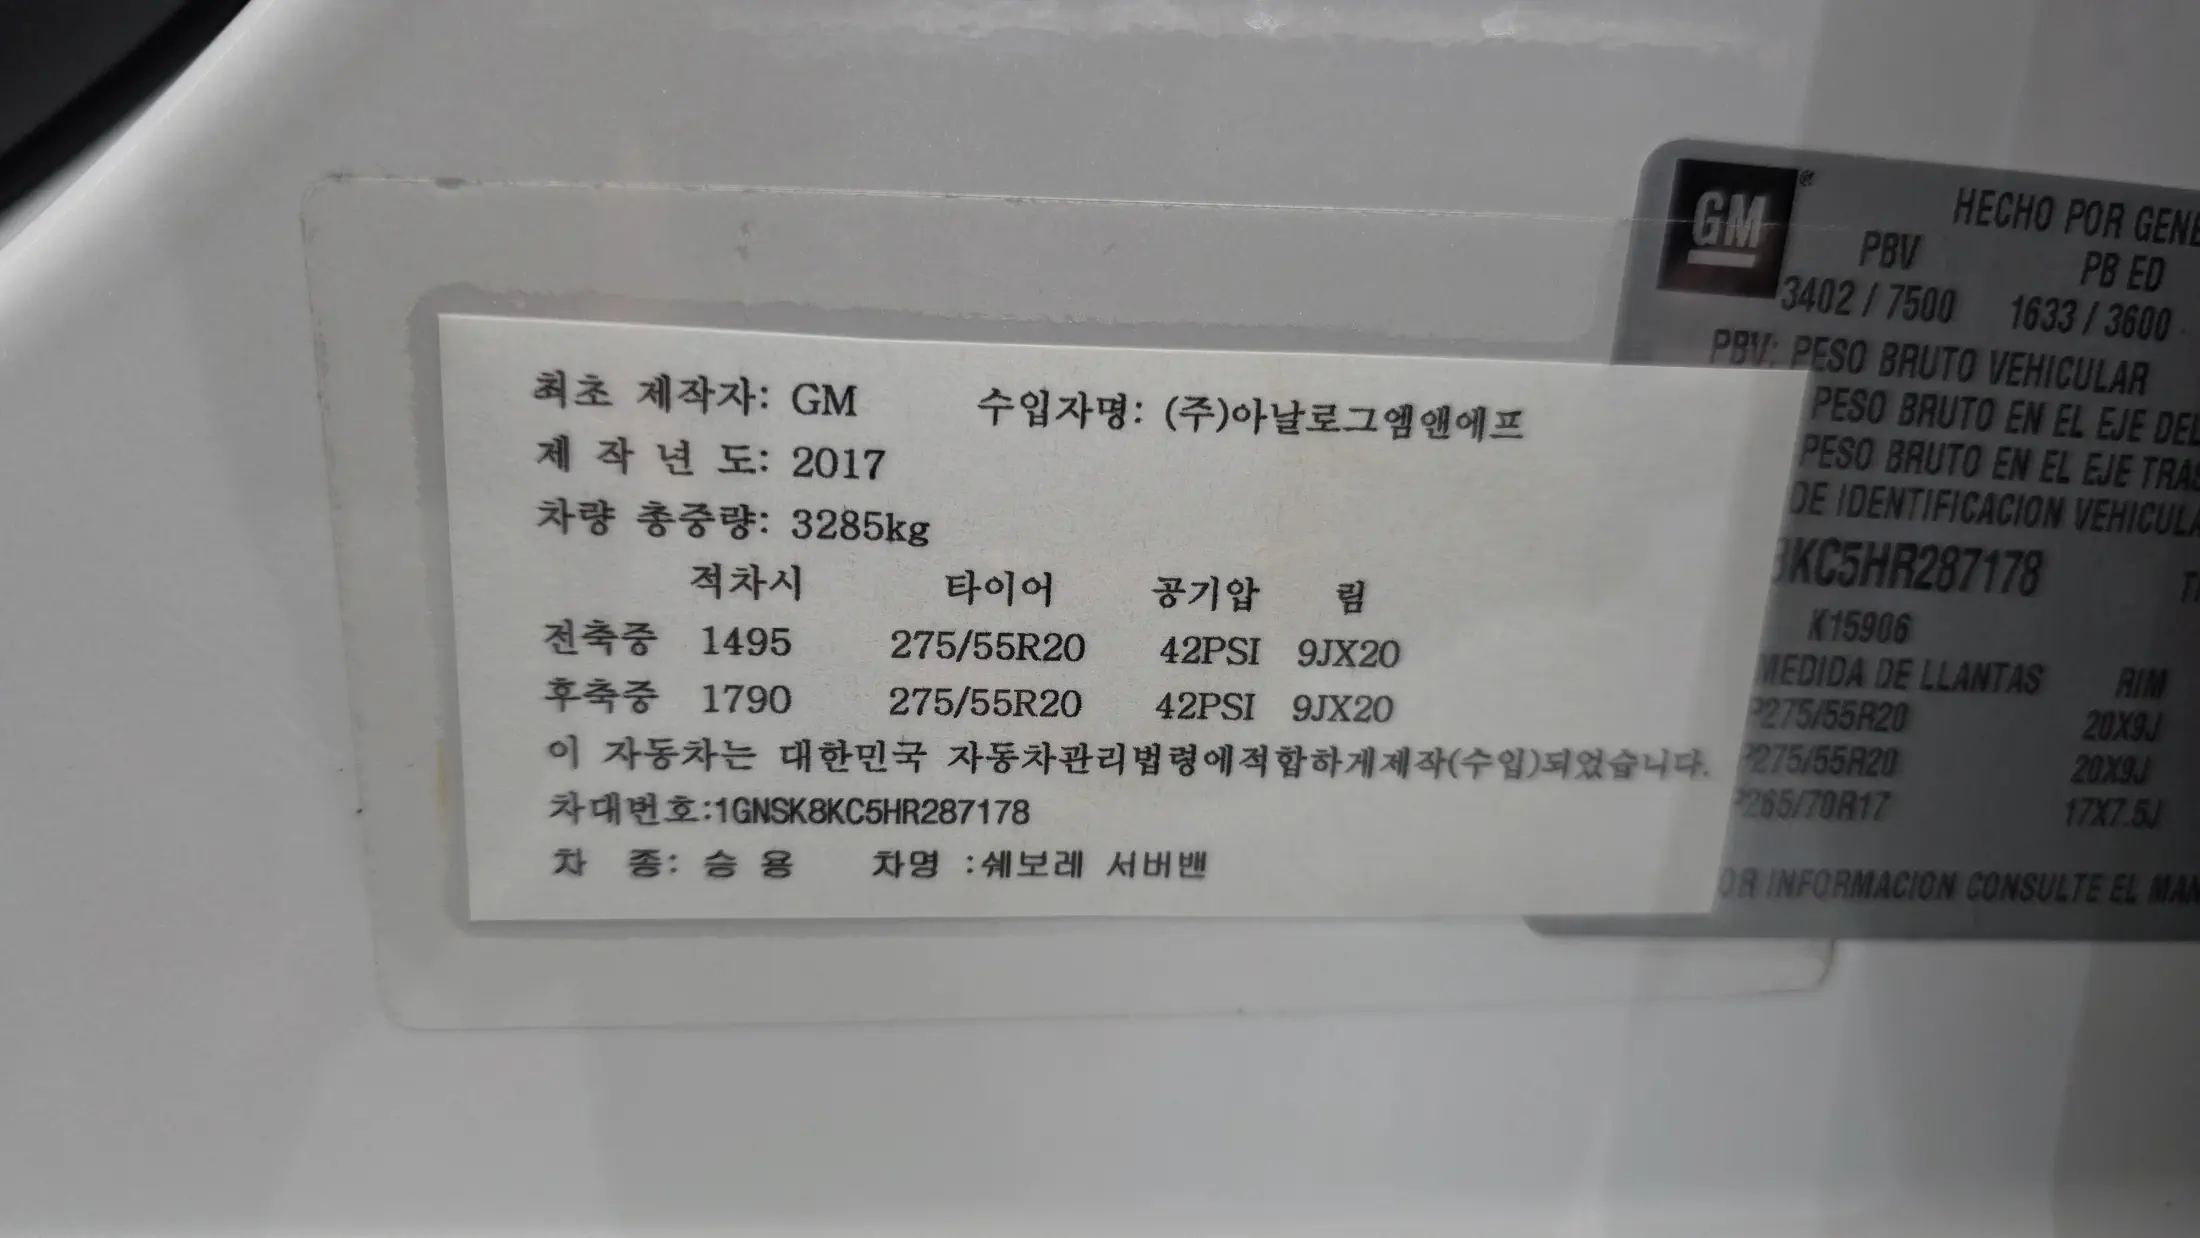 최초 제작자: GM 수입자명: (주)아날로그엠앤에프
제 작 년 도: 2017
차량 총중량: 3285kg
적차시 타이어 공기압 림
전축중 1495 275/55R20 42PSI 9JX20
후축중 1790 275/55R20 42PSI 9JX20
이 자동차는 대한민국 자동차관리법령에적합하게제작(수입)되었습니다.
차대번호:1GNSK8KC5HR287178
차 종: 승 용 차명 :쉐보레 서버밴
GM®
HECHO POR GENE
PBV PB ED
3402 / 7500 1633 / 3600
PBV: PESO BRUTO VEHICULAR
PESO BRUTO EN EL EJE DEL
PESO BRUTO EN EL EJE TRAS
DE IDENTIFICACION VEHICULA
KC5HR287178
K15906
MEDIDA DE LLANTAS RIM
P275/55R20 20X9J
P275/55R20 20X9J
P265/70R17 17X7.5J
OR INFORMACION CONSULTE EL MAN